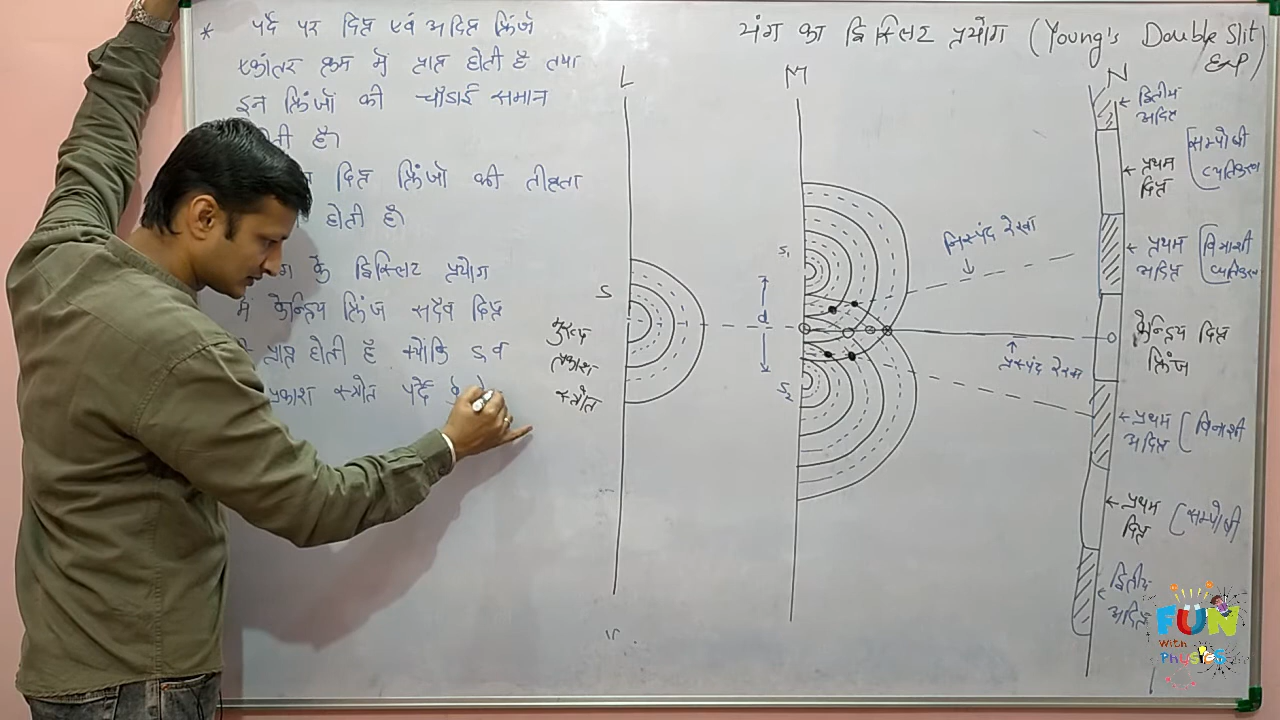 * पर्दे पर दिप्त एवं अदिप्त फ्रिंजें
एकांतर क्रम में प्राप्त होती है तथा
इन फ्रिंजों की चौड़ाई समान
होती है।
दिप्त फ्रिंजों की तीव्रता
होती है।
के द्विस्लिट प्रयोग
में केन्द्रिय फ्रिंज सदैव दिप्त
प्राप्त होती है क्योंकि
प्रकाश स्त्रोत पर्दे के
यंग का द्विस्लिट प्रयोग (Young's Double Slit)
Exp)
L
M
N
S
मुख्य
प्रकाश
स्त्रोत
S₁
d
S₂
निस्पंद रेखा
प्रस्पंद रेखा
द्वितीय
अदिप्त
प्रथम
दिप्त
सम्पोषी
व्यतिकरण
प्रथम
अदिप्त
विनाशी
व्यतिकरण
केन्द्रिय दिप्त
फ्रिंज
प्रथम
अदिप्त
विनाशी
प्रथम
दिप्त
सम्पोषी
द्वितीय
अदिप्त
FUN
With
Physics